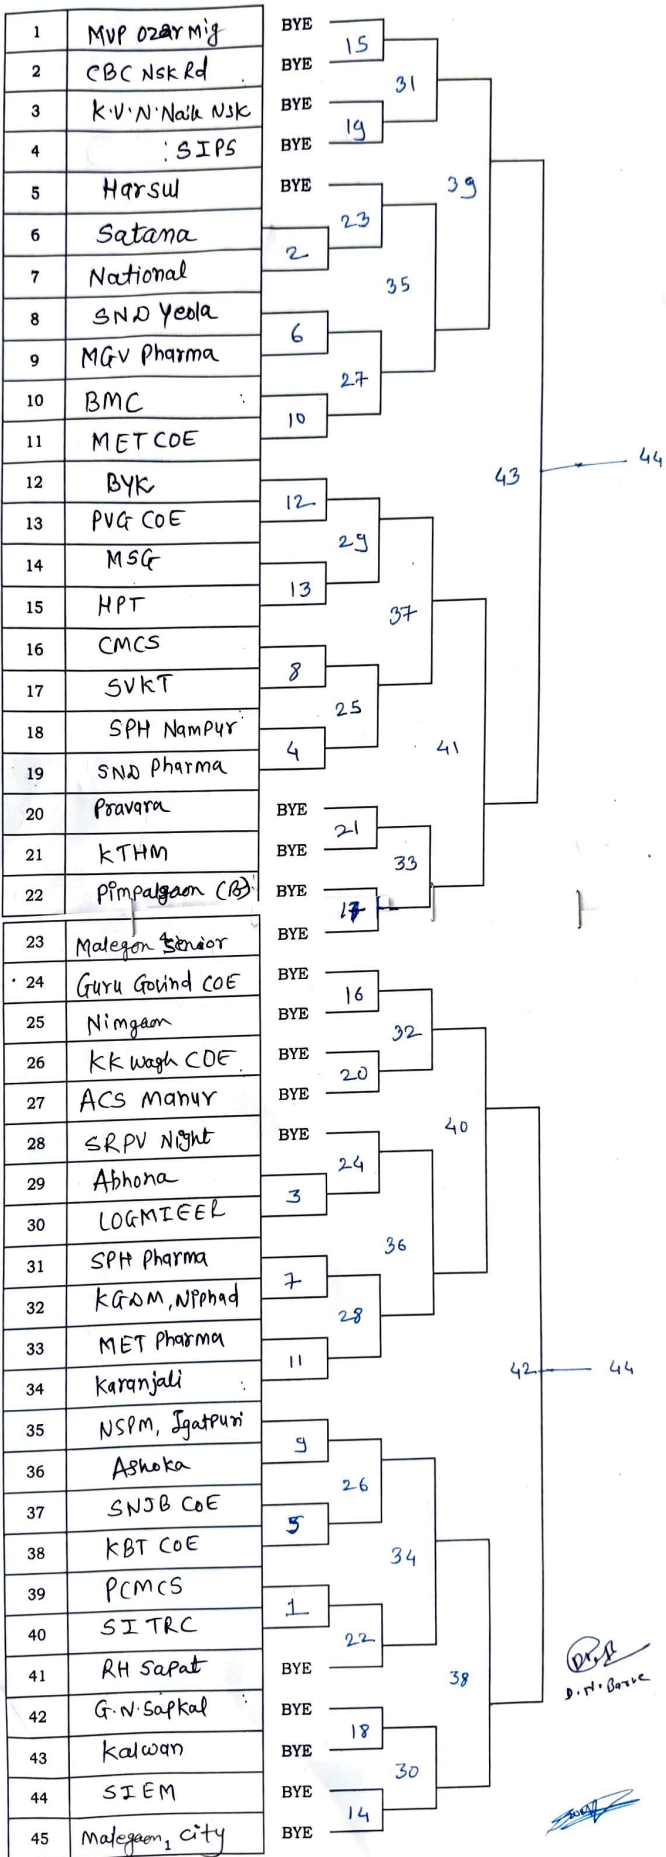 1 MVP Ozar Mig BYE
15
2 CBC Nsk Rd BYE
31
3 K.V.N.Naik NSK BYE
19
4 : SIPS BYE
39
5 Harsul BYE
23
6 Satana
2
7 National
35
8 SND Yeola
6
9 MGV Pharma
27
10 BMC :
10
11 MET COE
43 44
12 BYK
12
13 PVG COE
29
14 MSG
13
15 HPT
37
16 CMCS
8
17 SVKT
25
18 SPH Nampur
4 41
19 SND Pharma
20 Pravara BYE
21
21 KTHM BYE
33
22 Pimpalgaon (B) BYE
17
23 Malegon Senior BYE
24 Guru Govind COE BYE
16
25 Nimgaon BYE
32
26 KK Wagh COE BYE
20
27 ACS Manur BYE
40
28 SRPV Night BYE
24
29 Abhona
3
30 LOGMIEER
36
31 SPH Pharma
7
32 KGDM, Niphad
28
33 MET Pharma
11 42 44
34 Karanjali :
35 NSPM, Igatpuri
9
36 Ashoka
26
37 SNJB COE
5
38 KBT COE
34
39 PCMCS
1
40 SITRC
22
41 RH Sapat BYE
38
D.N.Barve
42 G.N.Sapkal : BYE
18
43 Kalwan BYE
30
44 SIEM BYE
14
45 Malegaon, City BYE